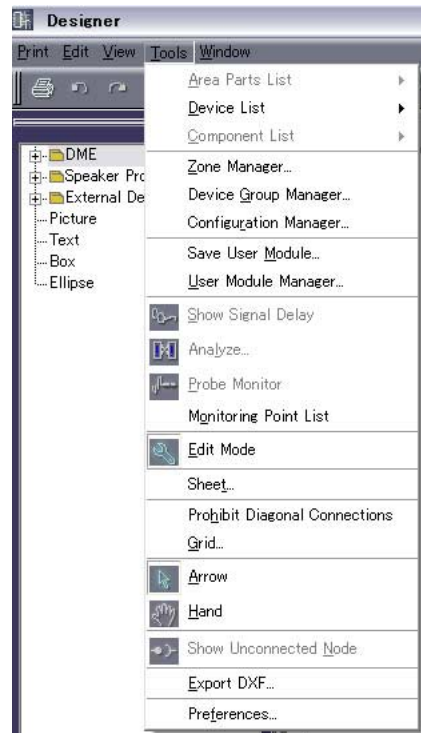 Designer
Print Edit View Tools Window
DME
Speaker Pro
External De
Picture
Text
Box
Ellipse
Area Parts List
Device List
Component List
Zone Manager...
Device Group Manager...
Configuration Manager...
Save User Module...
User Module Manager...
Show Signal Delay
Analyze...
Probe Monitor
Monitoring Point List
Edit Mode
Sheet...
Prohibit Diagonal Connections
Grid...
Arrow
Hand
Show Unconnected Node
Export DXF...
Preferences...